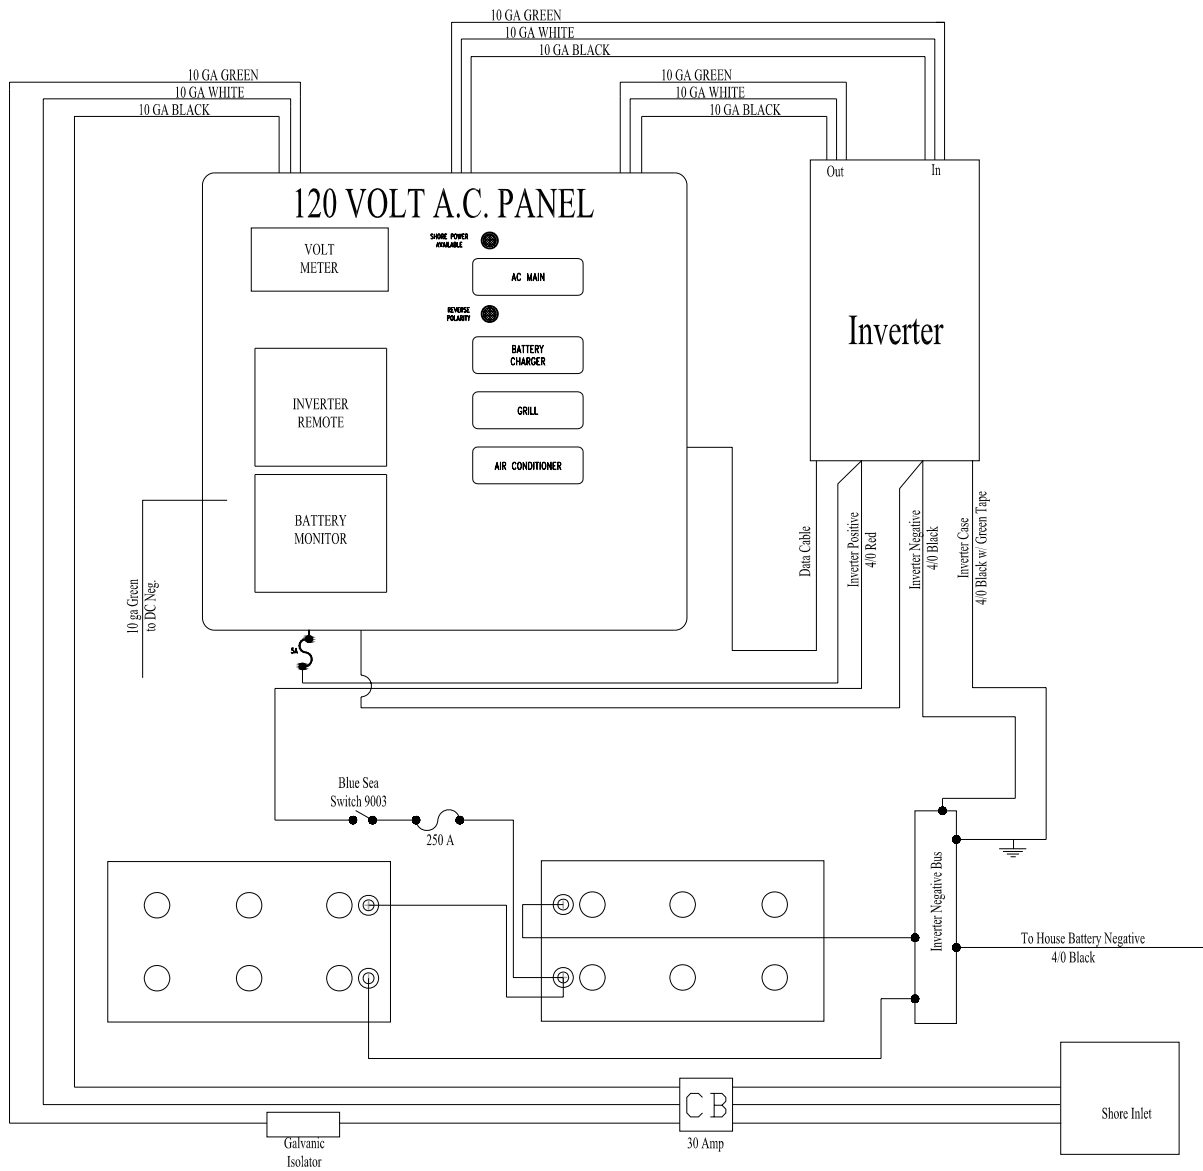 10 GA GREEN
10 GA WHITE
10 GA BLACK
10 GA GREEN
10 GA WHITE
10 GA BLACK
10 GA GREEN
10 GA WHITE
10 GA BLACK
Out
In
120 VOLT A.C. PANEL
VOLT
METER
SHORE POWER
AVAILABLE
AC MAIN
REVERSE
POLARITY
BATTERY
CHARGER
GRILL
AIR CONDITIONER
INVERTER
REMOTE
BATTERY
MONITOR
Inverter
10 ga Green
to DC Neg.
5A
Data Cable
Inverter Positive
4/0 Red
Inverter Negative
4/0 Black
Inverter Case
4/0 Black w/ Green Tape
Blue Sea
Switch 9003
250 A
Inverter Negative Bus
To House Battery Negative
4/0 Black
CB
30 Amp
Galvanic
Isolator
Shore Inlet